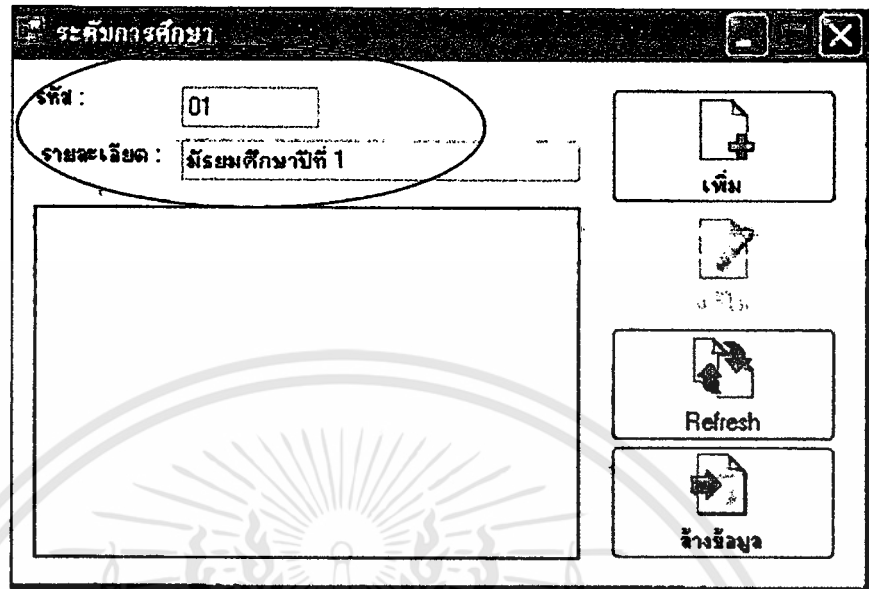 ระดับการศึกษา
รหัส : 01
รายละเอียด : มัธยมศึกษาปีที่ 1
เพิ่ม
Refresh
ล้างข้อมูล